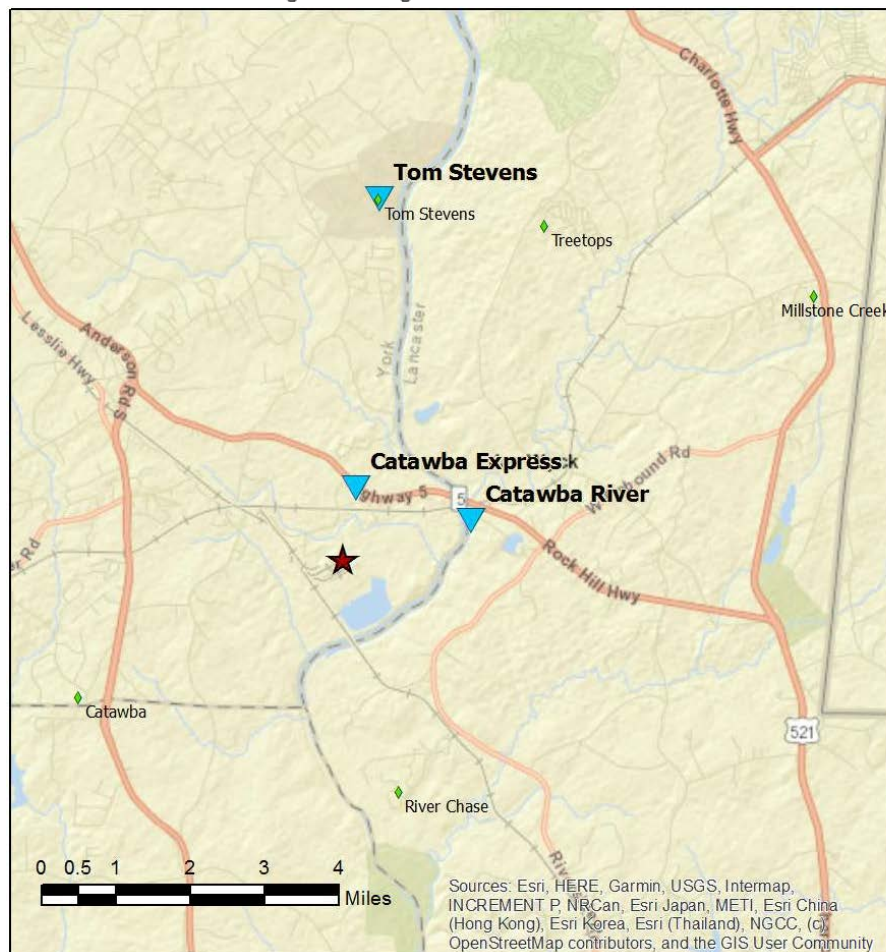 Charlotte Hwy
Tom Stevens
Tom Stevens
Treetops
Millstone Creek
Lesslie Hwy
Anderson Rd S
York
Lancaster
Catawba Express
Highway 5
5
Rd
Catawba River
Rock Hill Hwy
Rd
521
Catawba
River Chase
0 0.5 1 2 3 4
Miles
Sources: Esri, HERE, Garmin, USGS, Intermap,
INCREMENT P, NRCan, Esri Japan, METI, Esri China
(Hong Kong), Esri Korea, Esri (Thailand), NGCC, (c)
OpenStreetMap contributors, and the GIS User Community